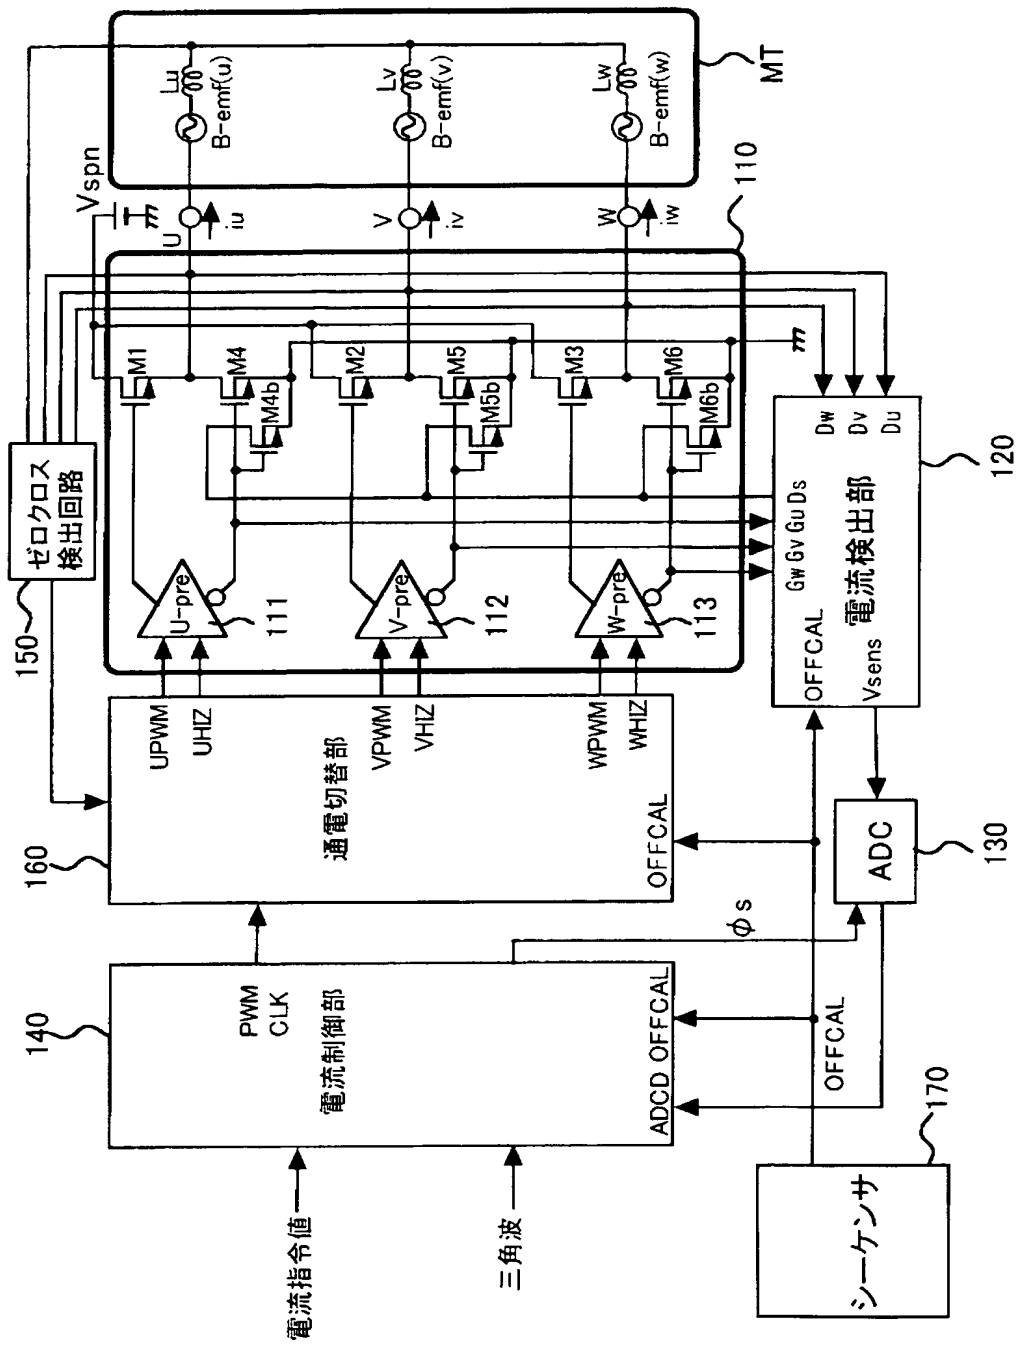 電流指令値
三角波
140
PWM
CLK
電流制御部
ADCD OFFCAL
160
通電切替部
UPWM
UHIZ
VPWM
VHIZ
WPWM
WHIZ
OFFCAL
150
ゼロクロス
検出回路
U-pre
111
V-pre
112
W-pre
113
M1
M4
M4b
M2
M5
M5b
M3
M6
M6b
110
Vspn
U
iu
V
iv
W
iw
Lu
B-emf(u)
Lv
B-emf(v)
Lw
B-emf(w)
MT
φs
シーケンサ
170
OFFCAL
ADC
130
OFFCAL
Vsens
電流検出部
Gw Gv Gu Ds
Dw
Dv
Du
120